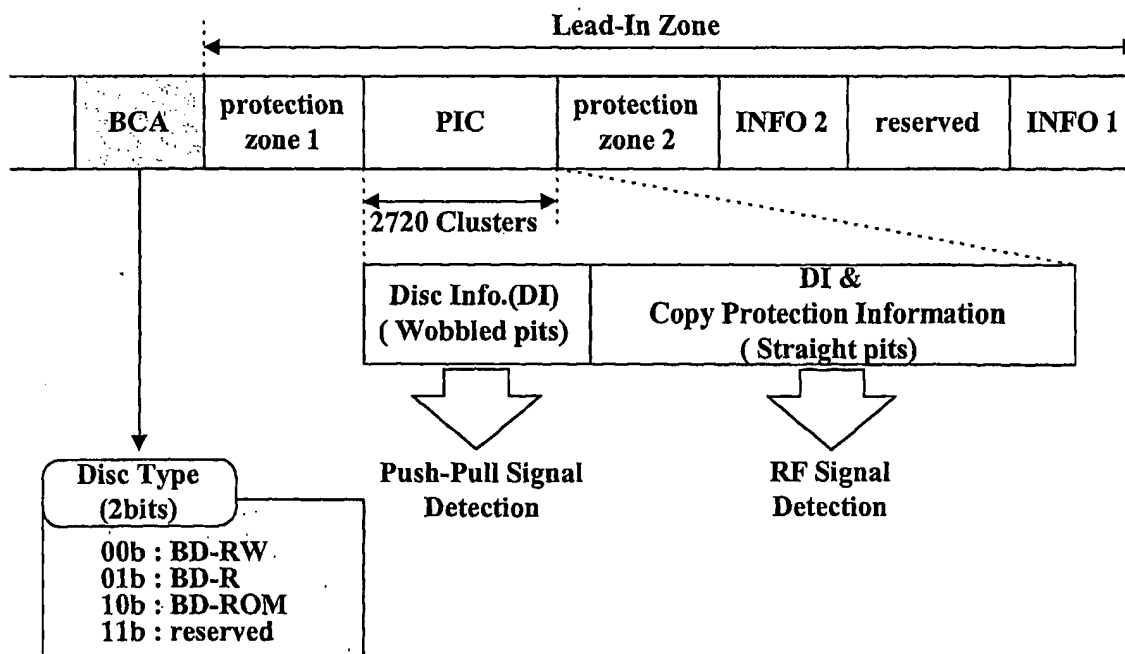 Lead-In Zone
BCA
protection
zone 1
PIC
protection
zone 2
INFO 2
reserved
INFO 1
2720 Clusters
Disc Info.(DI)
( Wobbled pits)
DI &
Copy Protection Information
( Straight pits)
Push-Pull Signal
Detection
RF Signal
Detection
Disc Type
(2bits)
00b : BD-RW
01b : BD-R
10b : BD-ROM
11b : reserved